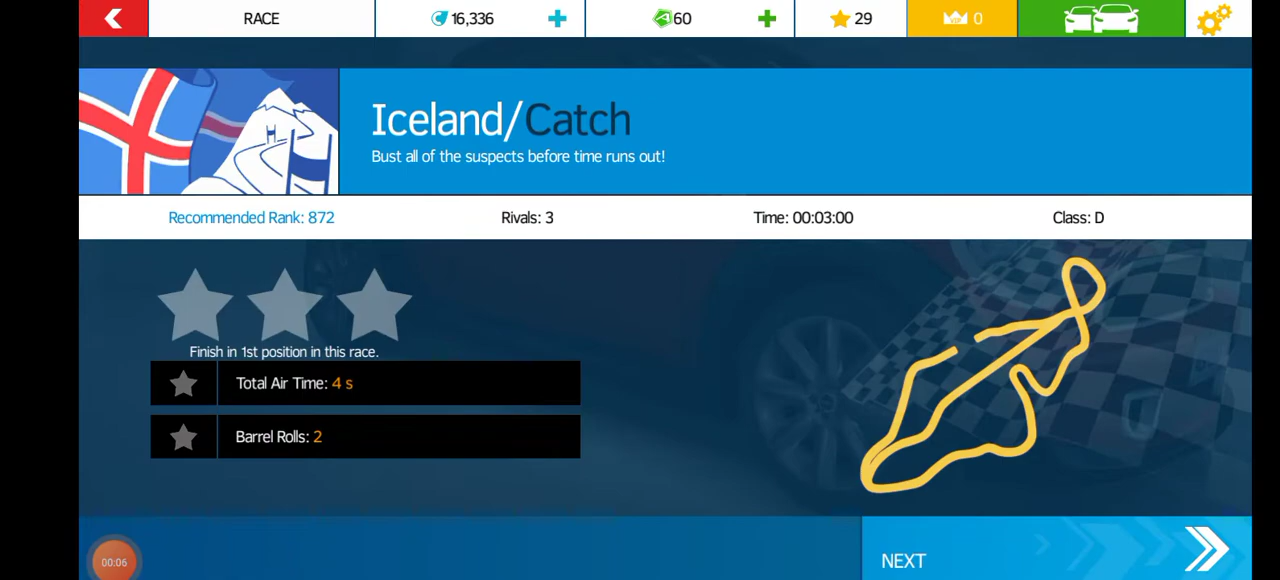 RACE
16,336
60
29
VIP 0
Iceland/Catch
Bust all of the suspects before time runs out!
Recommended Rank: 872
Rivals: 3
Time: 00:03:00
Class: D
Finish in 1st position in this race.
Total Air Time: 4 s
Barrel Rolls: 2
00:06
NEXT